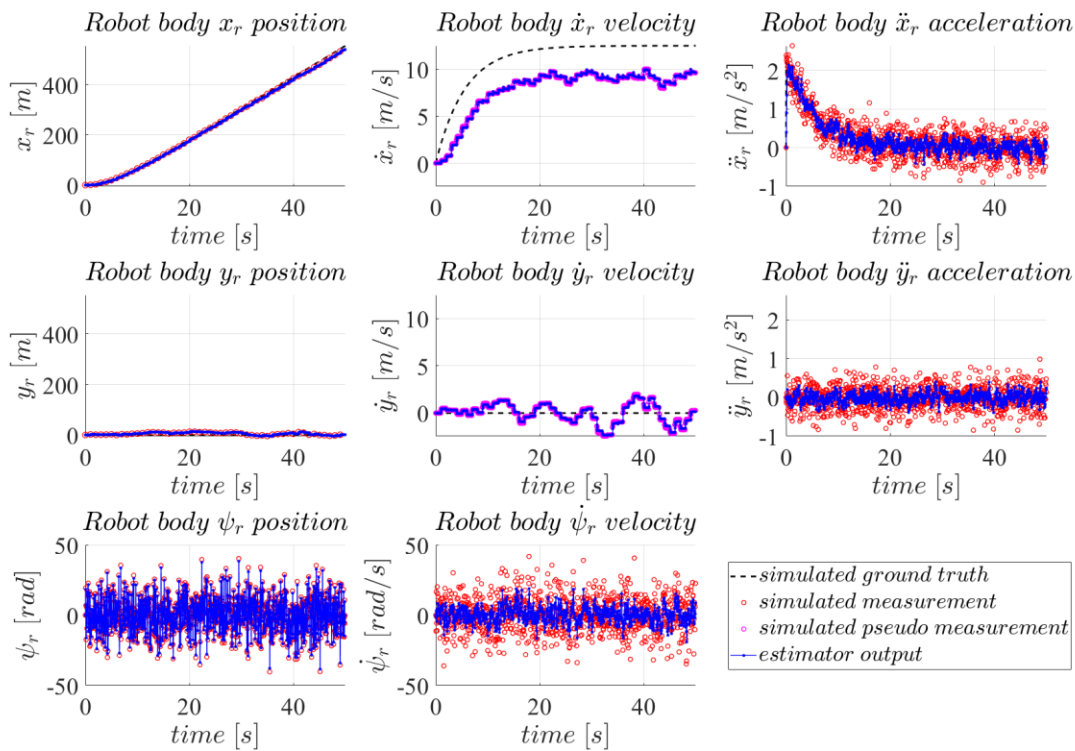 Robot body x_r position
Robot body ẋ_r velocity
Robot body ẍ_r acceleration
x_r [m]
400
200
0
0 20 40
time [s]
ẋ_r [m/s]
10
5
0
0 20 40
time [s]
ẍ_r [m/s²]
2
1
0
-1
0 20 40
time [s]
Robot body y_r position
Robot body ẏ_r velocity
Robot body ÿ_r acceleration
y_r [m]
400
200
0
0 20 40
time [s]
ẏ_r [m/s]
10
5
0
0 20 40
time [s]
ÿ_r [m/s²]
2
1
0
-1
0 20 40
time [s]
Robot body ψ_r position
Robot body ψ̇_r velocity
ψ_r [rad]
50
0
-50
0 20 40
time [s]
ψ̇_r [rad/s]
50
0
-50
0 20 40
time [s]
simulated ground truth
simulated measurement
simulated pseudo measurement
estimator output